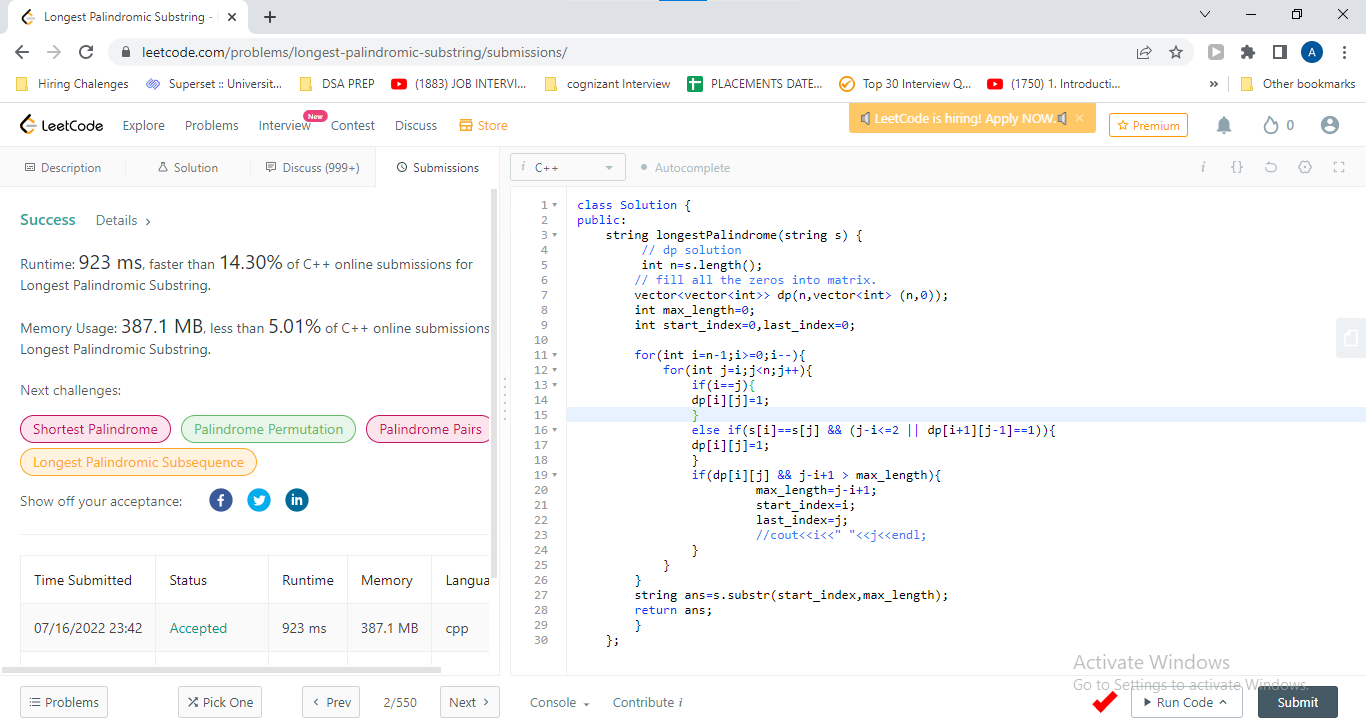 Longest Palindromic Substring -
leetcode.com/problems/longest-palindromic-substring/submissions/
A
Hiring Chalenges
Superset :: Universit...
DSA PREP
(1883) JOB INTERVI...
cognizant Interview
PLACEMENTS DATE...
Top 30 Interview Q...
(1750) 1. Introducti...
»
Other bookmarks
LeetCode
Explore
Problems
Interview
New
Contest
Discuss
Store
LeetCode is hiring! Apply NOW. ×
Premium
0
Description
Solution
Discuss (999+)
Submissions
i C++
Autocomplete
i {}
Success Details >
Runtime: 923 ms, faster than 14.30% of C++ online submissions for
Longest Palindromic Substring.
Memory Usage: 387.1 MB, less than 5.01% of C++ online submissions
Longest Palindromic Substring.
Next challenges:
Shortest Palindrome
Palindrome Permutation
Palindrome Pairs
Longest Palindromic Subsequence
Show off your acceptance:
f
in
Time Submitted Status Runtime Memory Langua
07/16/2022 23:42 Accepted 923 ms 387.1 MB cpp
1 class Solution {
2 public:
3 string longestPalindrome(string s) {
4 // dp solution
5 int n=s.length();
6 // fill all the zeros into matrix.
7 vector<vector<int>> dp(n,vector<int> (n,0));
8 int max_length=0;
9 int start_index=0,last_index=0;
10
11 for(int i=n-1;i>=0;i--){
12 for(int j=i;j<n;j++){
13 if(i==j){
14 dp[i][j]=1;
15 }
16 else if(s[i]==s[j] && (j-i<=2 || dp[i+1][j-1]==1)){
17 dp[i][j]=1;
18 }
19 if(dp[i][j] && j-i+1 > max_length){
20 max_length=j-i+1;
21 start_index=i;
22 last_index=j;
23 //cout<<i<<" "<<j<<endl;
24 }
25 }
26 }
27 string ans=s.substr(start_index,max_length);
28 return ans;
29 }
30 };
Activate Windows
Go to Settings to activate Windows.
Problems
Pick One
< Prev
2/550
Next >
Console
Contribute i
Run Code
Submit